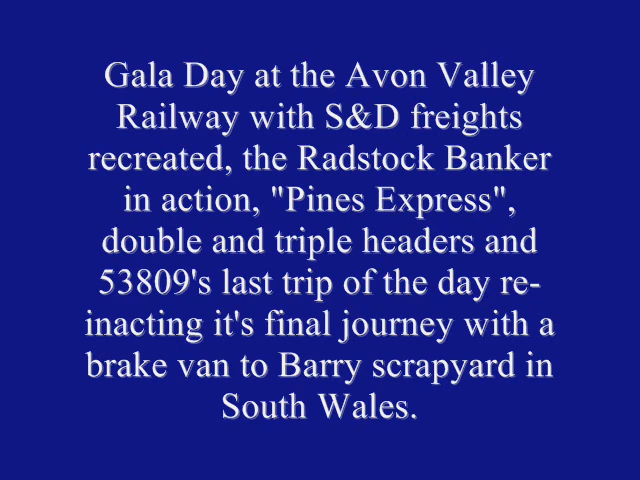 Gala Day at the Avon Valley
Railway with S&D freights
recreated, the Radstock Banker
in action, "Pines Express",
double and triple headers and
53809's last trip of the day re-
inacting it's final journey with a
brake van to Barry scrapyard in
South Wales.